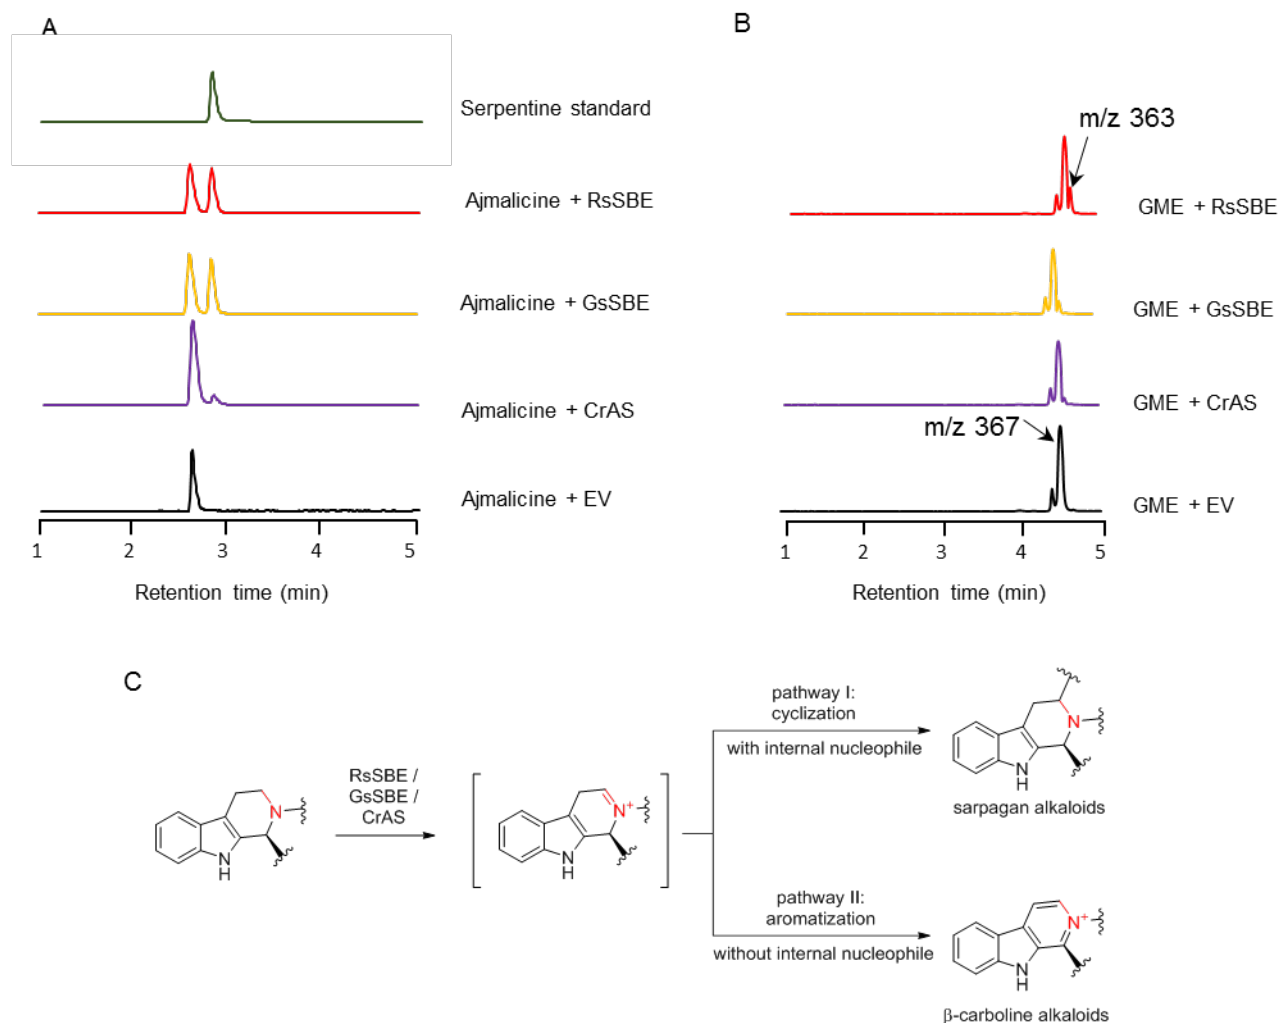 A
Serpentine standard
Ajmalicine + RsSBE
Ajmalicine + GsSBE
Ajmalicine + CrAS
Ajmalicine + EV
1 2 3 4 5
Retention time (min)
B
m/z 363
GME + RsSBE
GME + GsSBE
GME + CrAS
m/z 367
GME + EV
1 2 3 4 5
Retention time (min)
C
N
N
H
RsSBE /
GsSBE /
CrAS
N+
N
H
pathway I:
cyclization
with internal nucleophile
N
N
H
sarpagan alkaloids
pathway II:
aromatization
without internal nucleophile
N+
N
H
β-carboline alkaloids